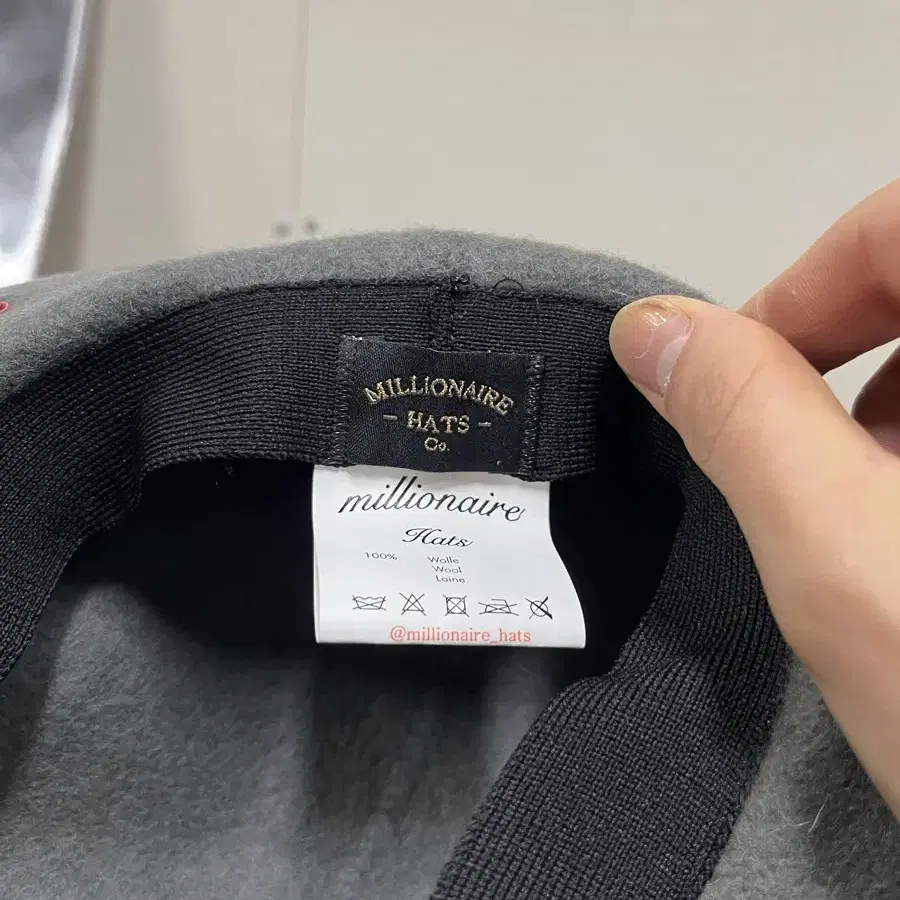 MILLIONAIRE
- HATS -
Co.
millionaire
Hats
100% Wolle
Wool
Laine
@millionaire_hats